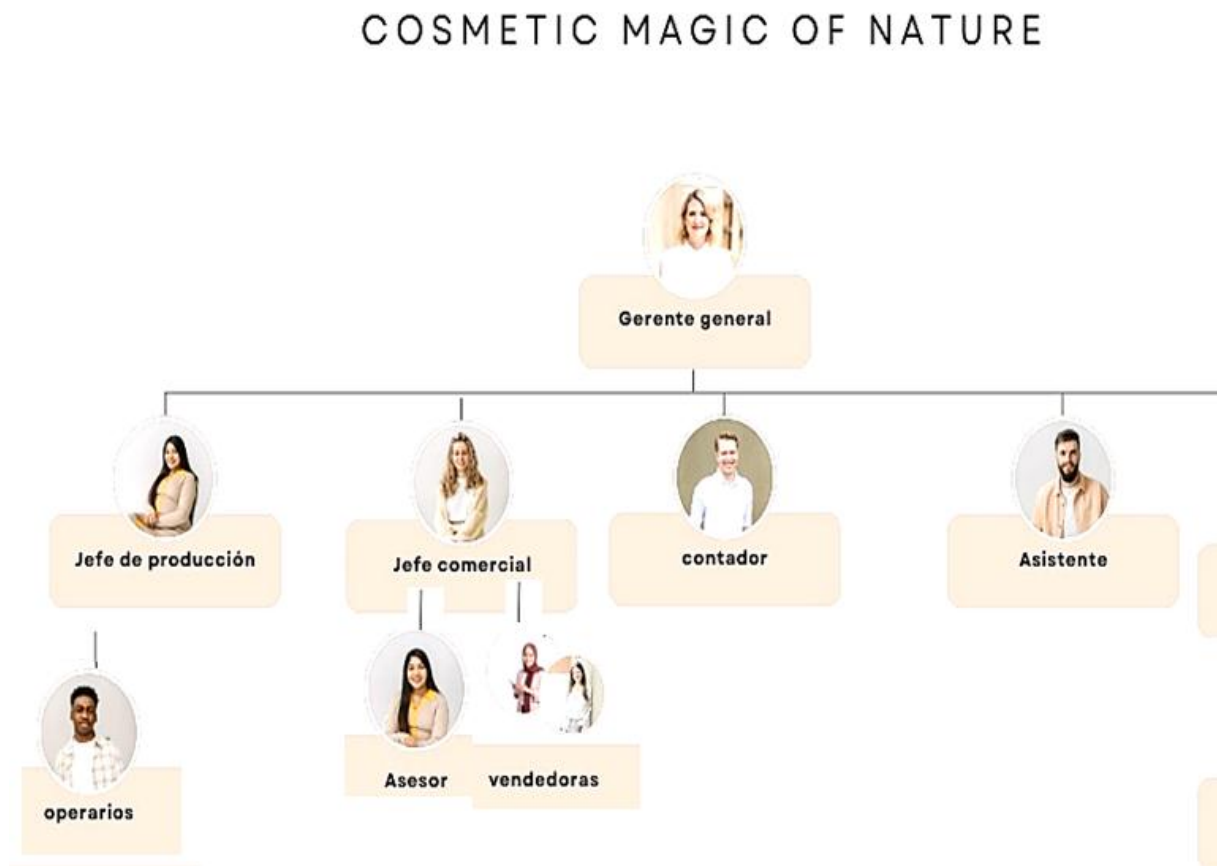 COSMETIC MAGIC OF NATURE
Gerente general
Jefe de producción
Jefe comercial
contador
Asistente
operarios
Asesor
vendedoras